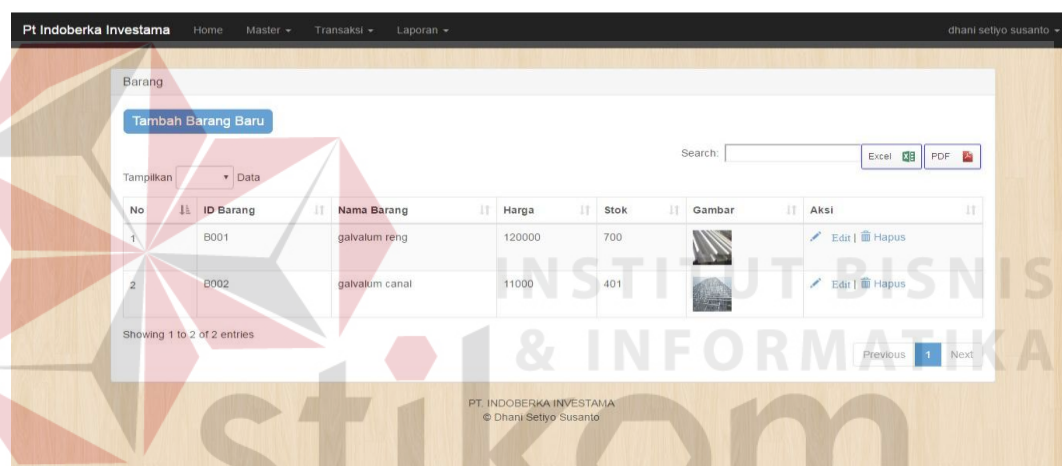 Pt Indoberka Investama Home Master Transaksi Laporan dhani setiyo susanto
Barang
Tambah Barang Baru
Search: Excel PDF
Tampilkan Data
No ID Barang Nama Barang Harga Stok Gambar Aksi
1 B001 galvalum reng 120000 700 Edit | Hapus
2 B002 galvalum canal 11000 401 Edit | Hapus
Showing 1 to 2 of 2 entries
Previous 1 Next
PT. INDOBERKA INVESTAMA
© Dhani Setiyo Susanto
INSTITUT BISNIS
& INFORMATIKA
stikom